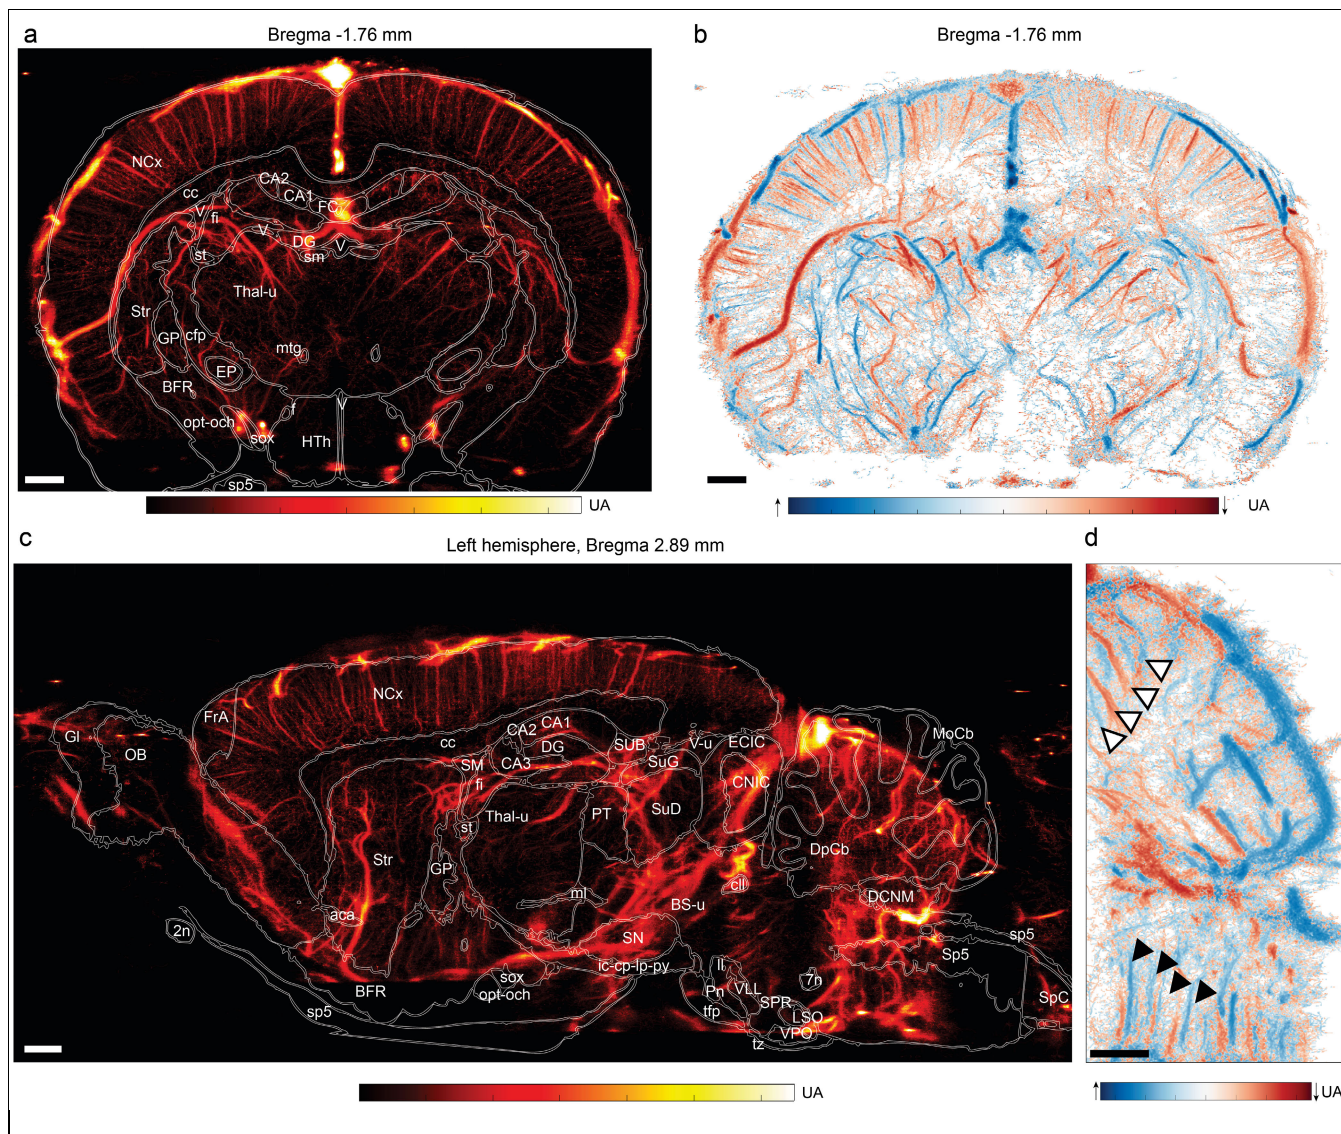 a
Bregma -1.76 mm
NCx
CA2
cc
CA1
V
fi
FC
V
DG
V
st
sm
Thal-u
Str
GP
cfp
mtg
EP
BFR
f
V
opt-och
sox
HTh
sp5
UA
b
Bregma -1.76 mm
↑
↓ UA
c
Left hemisphere, Bregma 2.89 mm
NCx
FrA
Gl
OB
CA1
CA2
cc
DG
SUB
V-u
ECIC
MoCb
SM
CA3
SuG
fi
CNIC
Thal-u
PT
SuD
st
Str
GP
DpCb
cll
ml
DCNM
aca
BS-u
2n
SN
sp5
Sp5
ic-cp-lp-py
ll
sox
7n
BFR
opt-och
Pn
VLL
SPR
SpC
sp5
tfp
LSO
VPO
tz
UA
d
↑
↓ UA